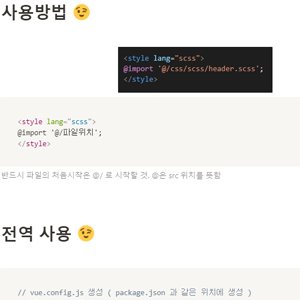 사용방법 😉
<style lang="scss">
@import '@/css/scss/header.scss';
</style>
<style lang="scss">
@import '@/파일위치';
</style>
반드시 파일의 처음시작은 @/ 로 시작할 것, @은 src 위치를 뜻함
전역 사용 😉
// vue.config.js 생성 ( package.json 과 같은 위치에 생성 )